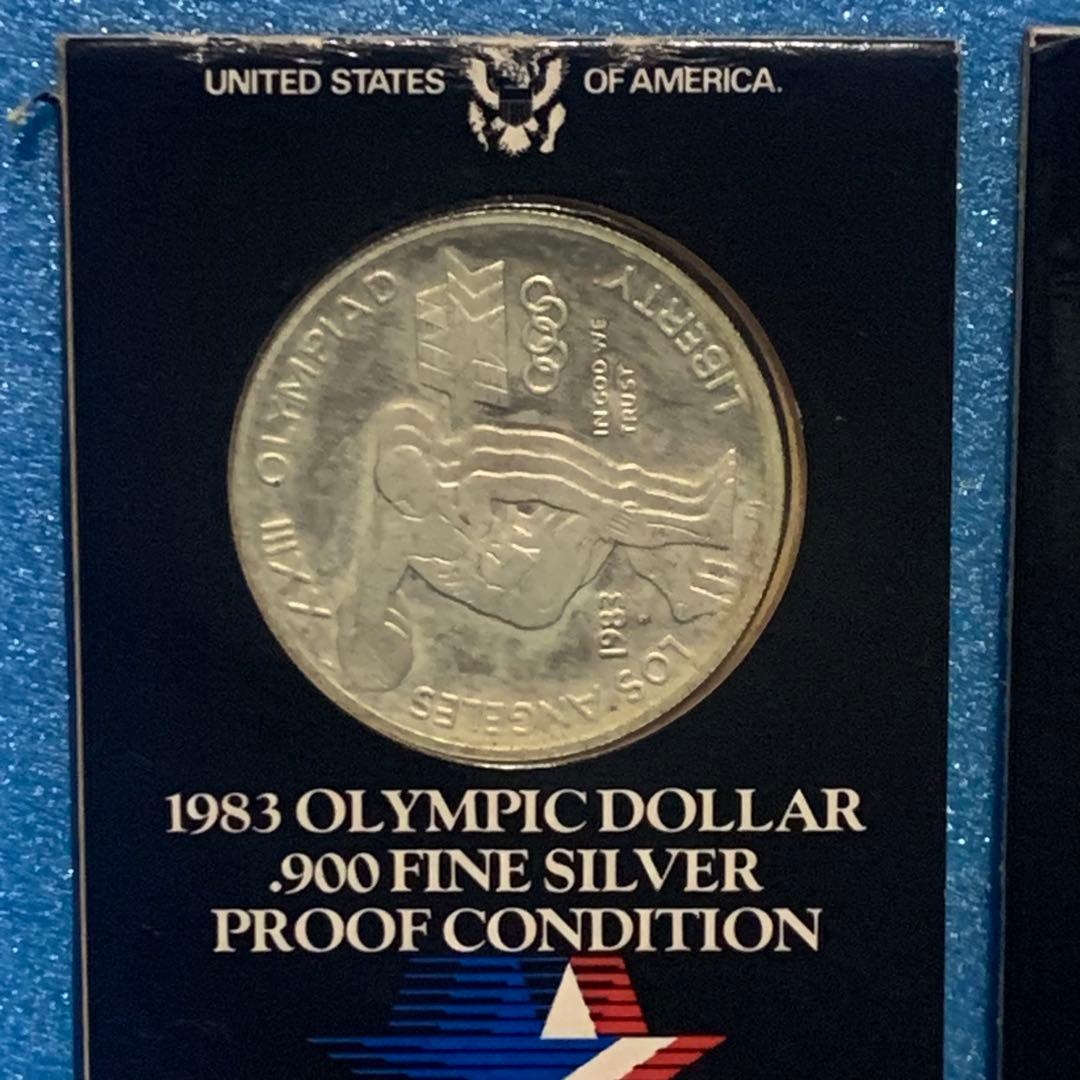 UNITED STATES OF AMERICA.
LIBERTY
XXIII OLYMPIAD
IN GOD WE
TRUST
1983
S
LOS ANGELES
1983 OLYMPIC DOLLAR
.900 FINE SILVER
PROOF CONDITION